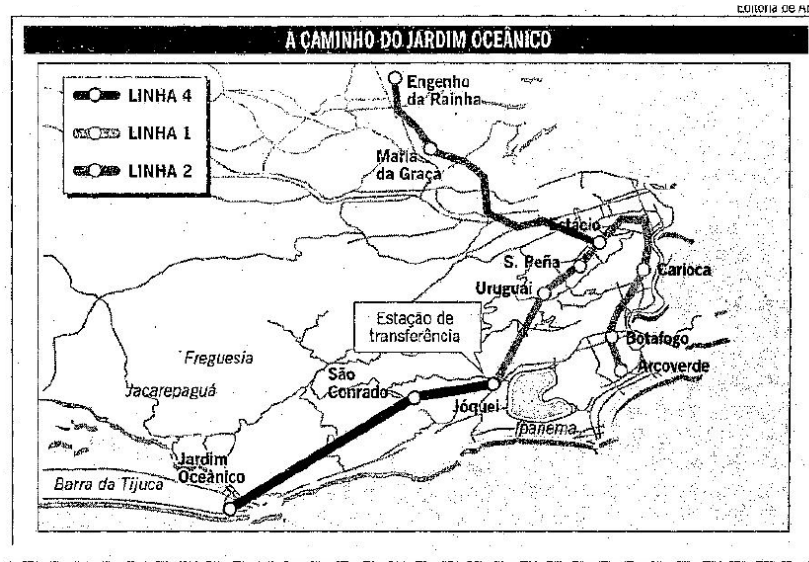 Editoria de
A CAMINHO DO JARDIM OCEÂNICO
LINHA 4
LINHA 1
LINHA 2
Engenho
da Rainha
Maria
da Graça
Estácio
S. Peña
Uruguai
Carioca
Estação de
transferência
Botafogo
Arcoverde
Freguesia
Jacarepaguá
São
Conrado
Jóquei
Ipanema
Jardim
Oceânico
Barra da Tijuca